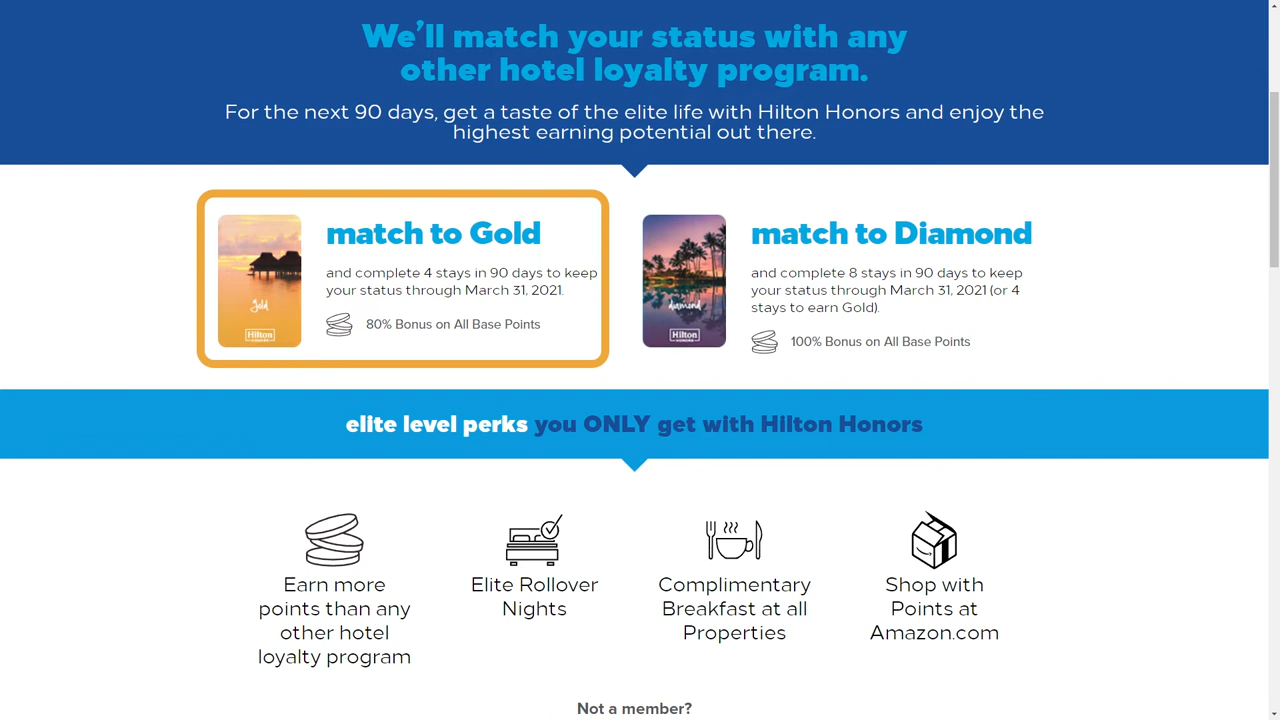 We'll match your status with any
other hotel loyalty program.
For the next 90 days, get a taste of the elite life with Hilton Honors and enjoy the
highest earning potential out there.
match to Gold
and complete 4 stays in 90 days to keep
your status through March 31, 2021.
80% Bonus on All Base Points
gold
Hilton
HONORS
match to Diamond
and complete 8 stays in 90 days to keep
your status through March 31, 2021 (or 4
stays to earn Gold).
100% Bonus on All Base Points
diamond
Hilton
HONORS
elite level perks you ONLY get with Hilton Honors
Earn more
points than any
other hotel
loyalty program
Elite Rollover
Nights
Complimentary
Breakfast at all
Properties
Shop with
Points at
Amazon.com
Not a member?